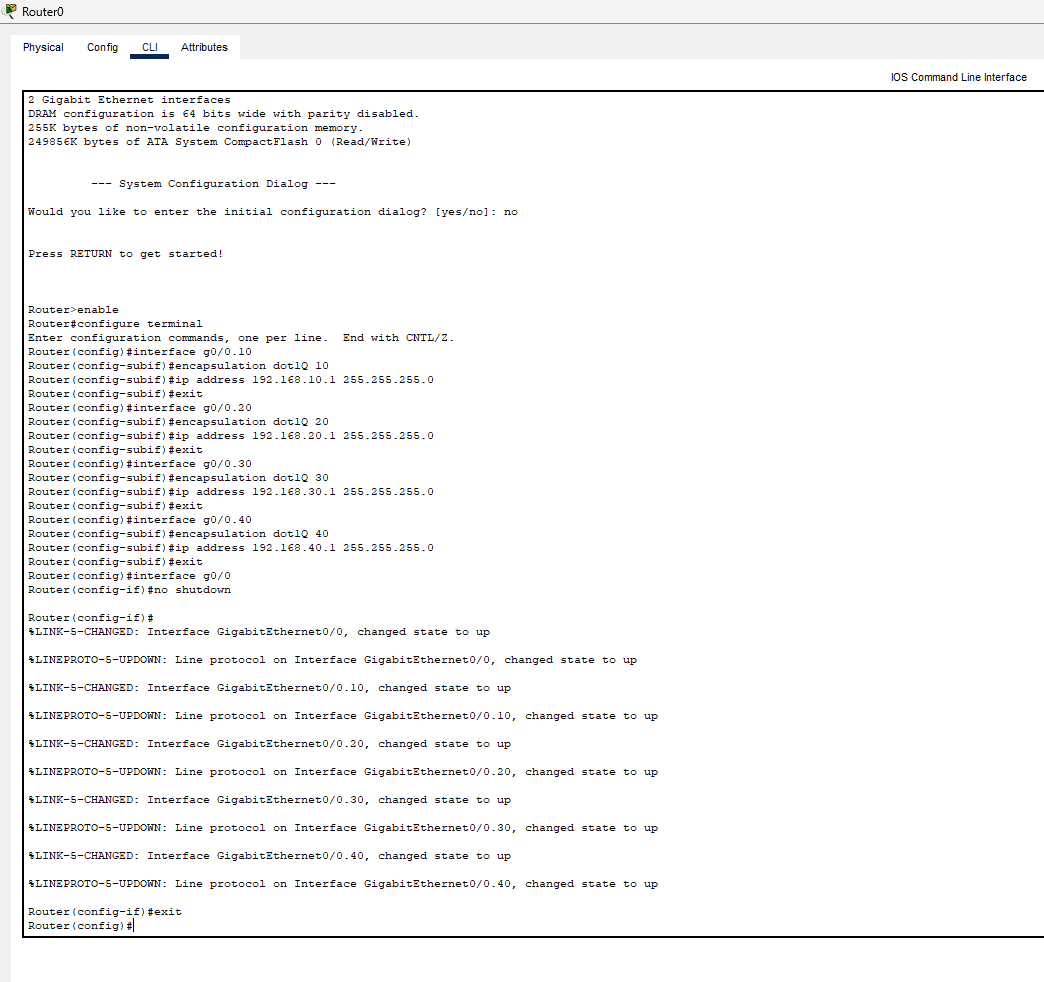 Router0
Physical Config CLI Attributes
IOS Command Line Interface
2 Gigabit Ethernet interfaces
DRAM configuration is 64 bits wide with parity disabled.
255K bytes of non-volatile configuration memory.
249856K bytes of ATA System CompactFlash 0 (Read/Write)
--- System Configuration Dialog ---
Would you like to enter the initial configuration dialog? [yes/no]: no
Press RETURN to get started!
Router>enable
Router#configure terminal
Enter configuration commands, one per line.  End with CNTL/Z.
Router(config)#interface g0/0.10
Router(config-subif)#encapsulation dot1Q 10
Router(config-subif)#ip address 192.168.10.1 255.255.255.0
Router(config-subif)#exit
Router(config)#interface g0/0.20
Router(config-subif)#encapsulation dot1Q 20
Router(config-subif)#ip address 192.168.20.1 255.255.255.0
Router(config-subif)#exit
Router(config)#interface g0/0.30
Router(config-subif)#encapsulation dot1Q 30
Router(config-subif)#ip address 192.168.30.1 255.255.255.0
Router(config-subif)#exit
Router(config)#interface g0/0.40
Router(config-subif)#encapsulation dot1Q 40
Router(config-subif)#ip address 192.168.40.1 255.255.255.0
Router(config-subif)#exit
Router(config)#interface g0/0
Router(config-if)#no shutdown
Router(config-if)#
%LINK-5-CHANGED: Interface GigabitEthernet0/0, changed state to up
%LINEPROTO-5-UPDOWN: Line protocol on Interface GigabitEthernet0/0, changed state to up
%LINK-5-CHANGED: Interface GigabitEthernet0/0.10, changed state to up
%LINEPROTO-5-UPDOWN: Line protocol on Interface GigabitEthernet0/0.10, changed state to up
%LINK-5-CHANGED: Interface GigabitEthernet0/0.20, changed state to up
%LINEPROTO-5-UPDOWN: Line protocol on Interface GigabitEthernet0/0.20, changed state to up
%LINK-5-CHANGED: Interface GigabitEthernet0/0.30, changed state to up
%LINEPROTO-5-UPDOWN: Line protocol on Interface GigabitEthernet0/0.30, changed state to up
%LINK-5-CHANGED: Interface GigabitEthernet0/0.40, changed state to up
%LINEPROTO-5-UPDOWN: Line protocol on Interface GigabitEthernet0/0.40, changed state to up
Router(config-if)#exit
Router(config)#